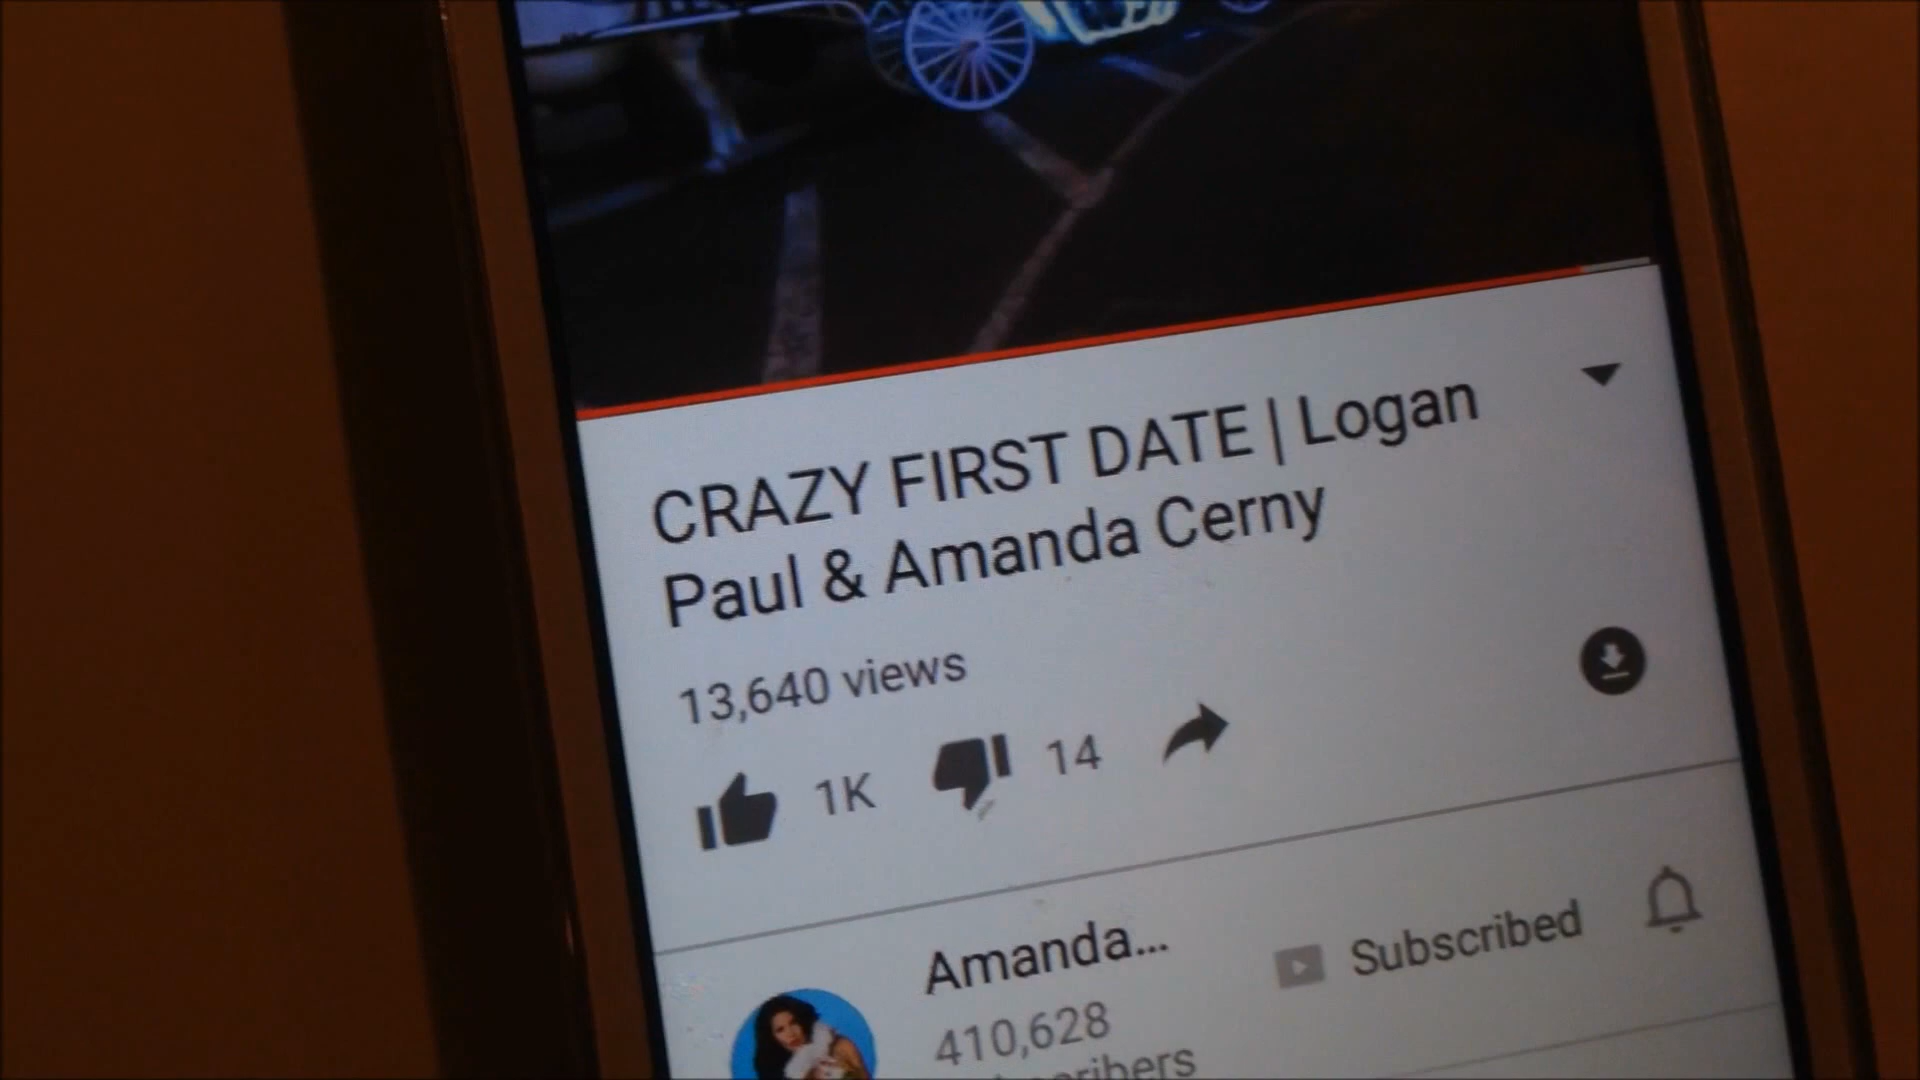 CRAZY FIRST DATE | Logan
Paul & Amanda Cerny
13,640 views
1K 14
Amanda...
Subscribed
410,628